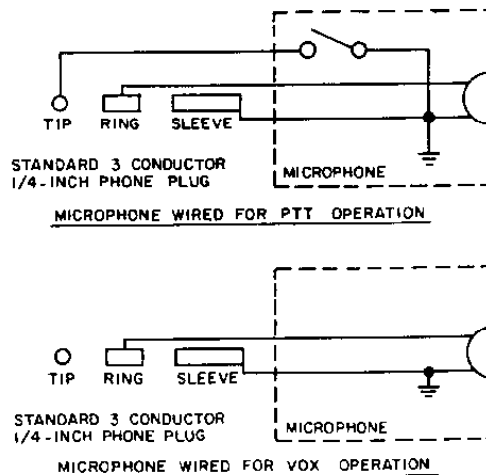 TIP RING SLEEVE
STANDARD 3 CONDUCTOR
1/4-INCH PHONE PLUG
MICROPHONE
MICROPHONE WIRED FOR PTT OPERATION
TIP RING SLEEVE
STANDARD 3 CONDUCTOR
1/4-INCH PHONE PLUG
MICROPHONE
MICROPHONE WIRED FOR VOX OPERATION